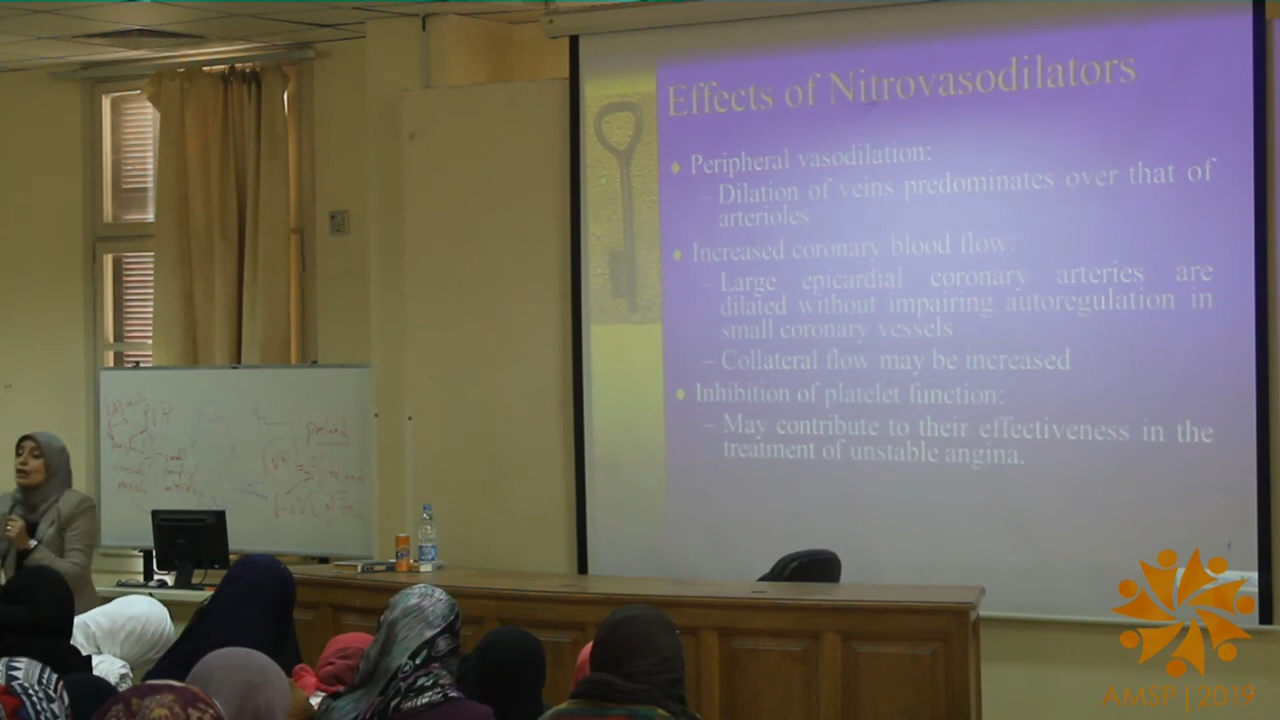 Effects of Nitrovasodilators
Peripheral vasodilation:
– Dilation of veins predominates over that of
arterioles
Increased coronary blood flow:
– Large epicardial coronary arteries are
dilated without impairing autoregulation in
small coronary vessels
– Collateral flow may be increased
Inhibition of platelet function:
– May contribute to their effectiveness in the
treatment of unstable angina.
AMSP | 2019